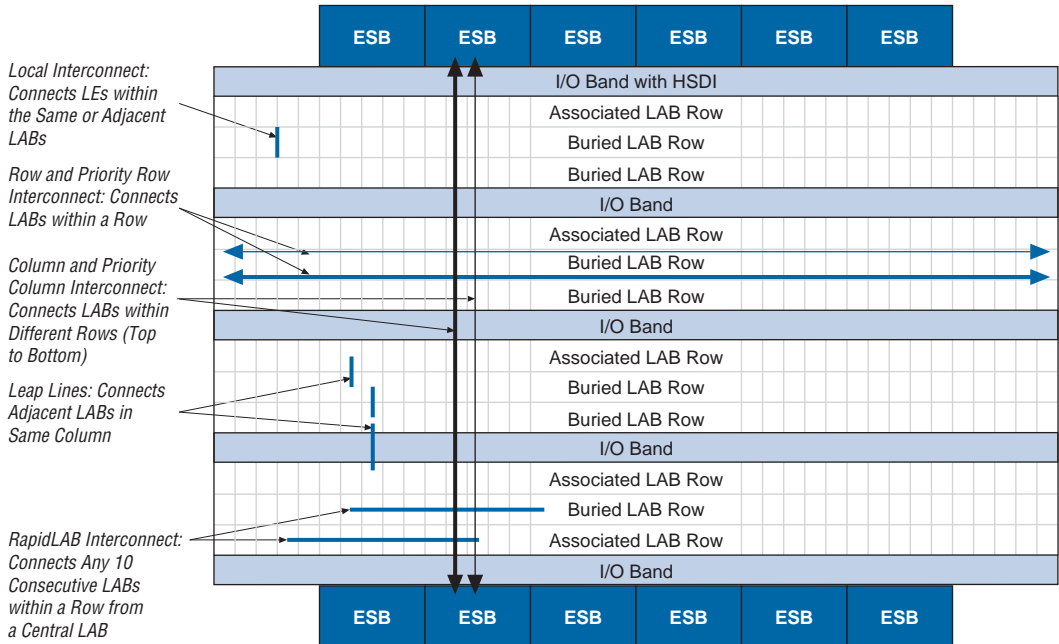 ESB ESB ESB ESB ESB ESB
Local Interconnect:
Connects LEs within
the Same or Adjacent
LABs
Row and Priority Row
Interconnect: Connects
LABs within a Row
Column and Priority
Column Interconnect:
Connects LABs within
Different Rows (Top
to Bottom)
Leap Lines: Connects
Adjacent LABs in
Same Column
RapidLAB Interconnect:
Connects Any 10
Consecutive LABs
within a Row from
a Central LAB
I/O Band with HSDI
Associated LAB Row
Buried LAB Row
Buried LAB Row
I/O Band
Associated LAB Row
Buried LAB Row
Buried LAB Row
I/O Band
Associated LAB Row
Buried LAB Row
Buried LAB Row
I/O Band
Associated LAB Row
Buried LAB Row
Associated LAB Row
I/O Band
ESB ESB ESB ESB ESB ESB